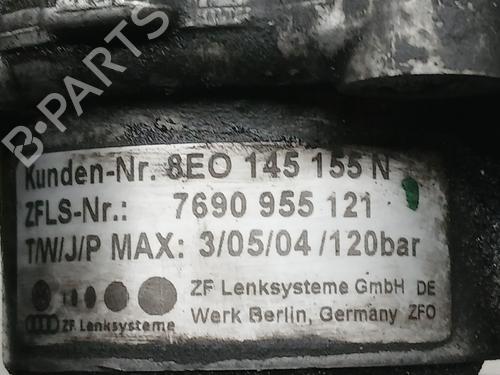 B-PARTS
Kunden-Nr. 8EO 145 155 N
ZFLS-Nr.: 7690 955 121
T/W/J/P MAX: 3/05/04 /120bar
ZF Lenksysteme GmbH DE
ZF Lenksysteme Werk Berlin, Germany ZFO